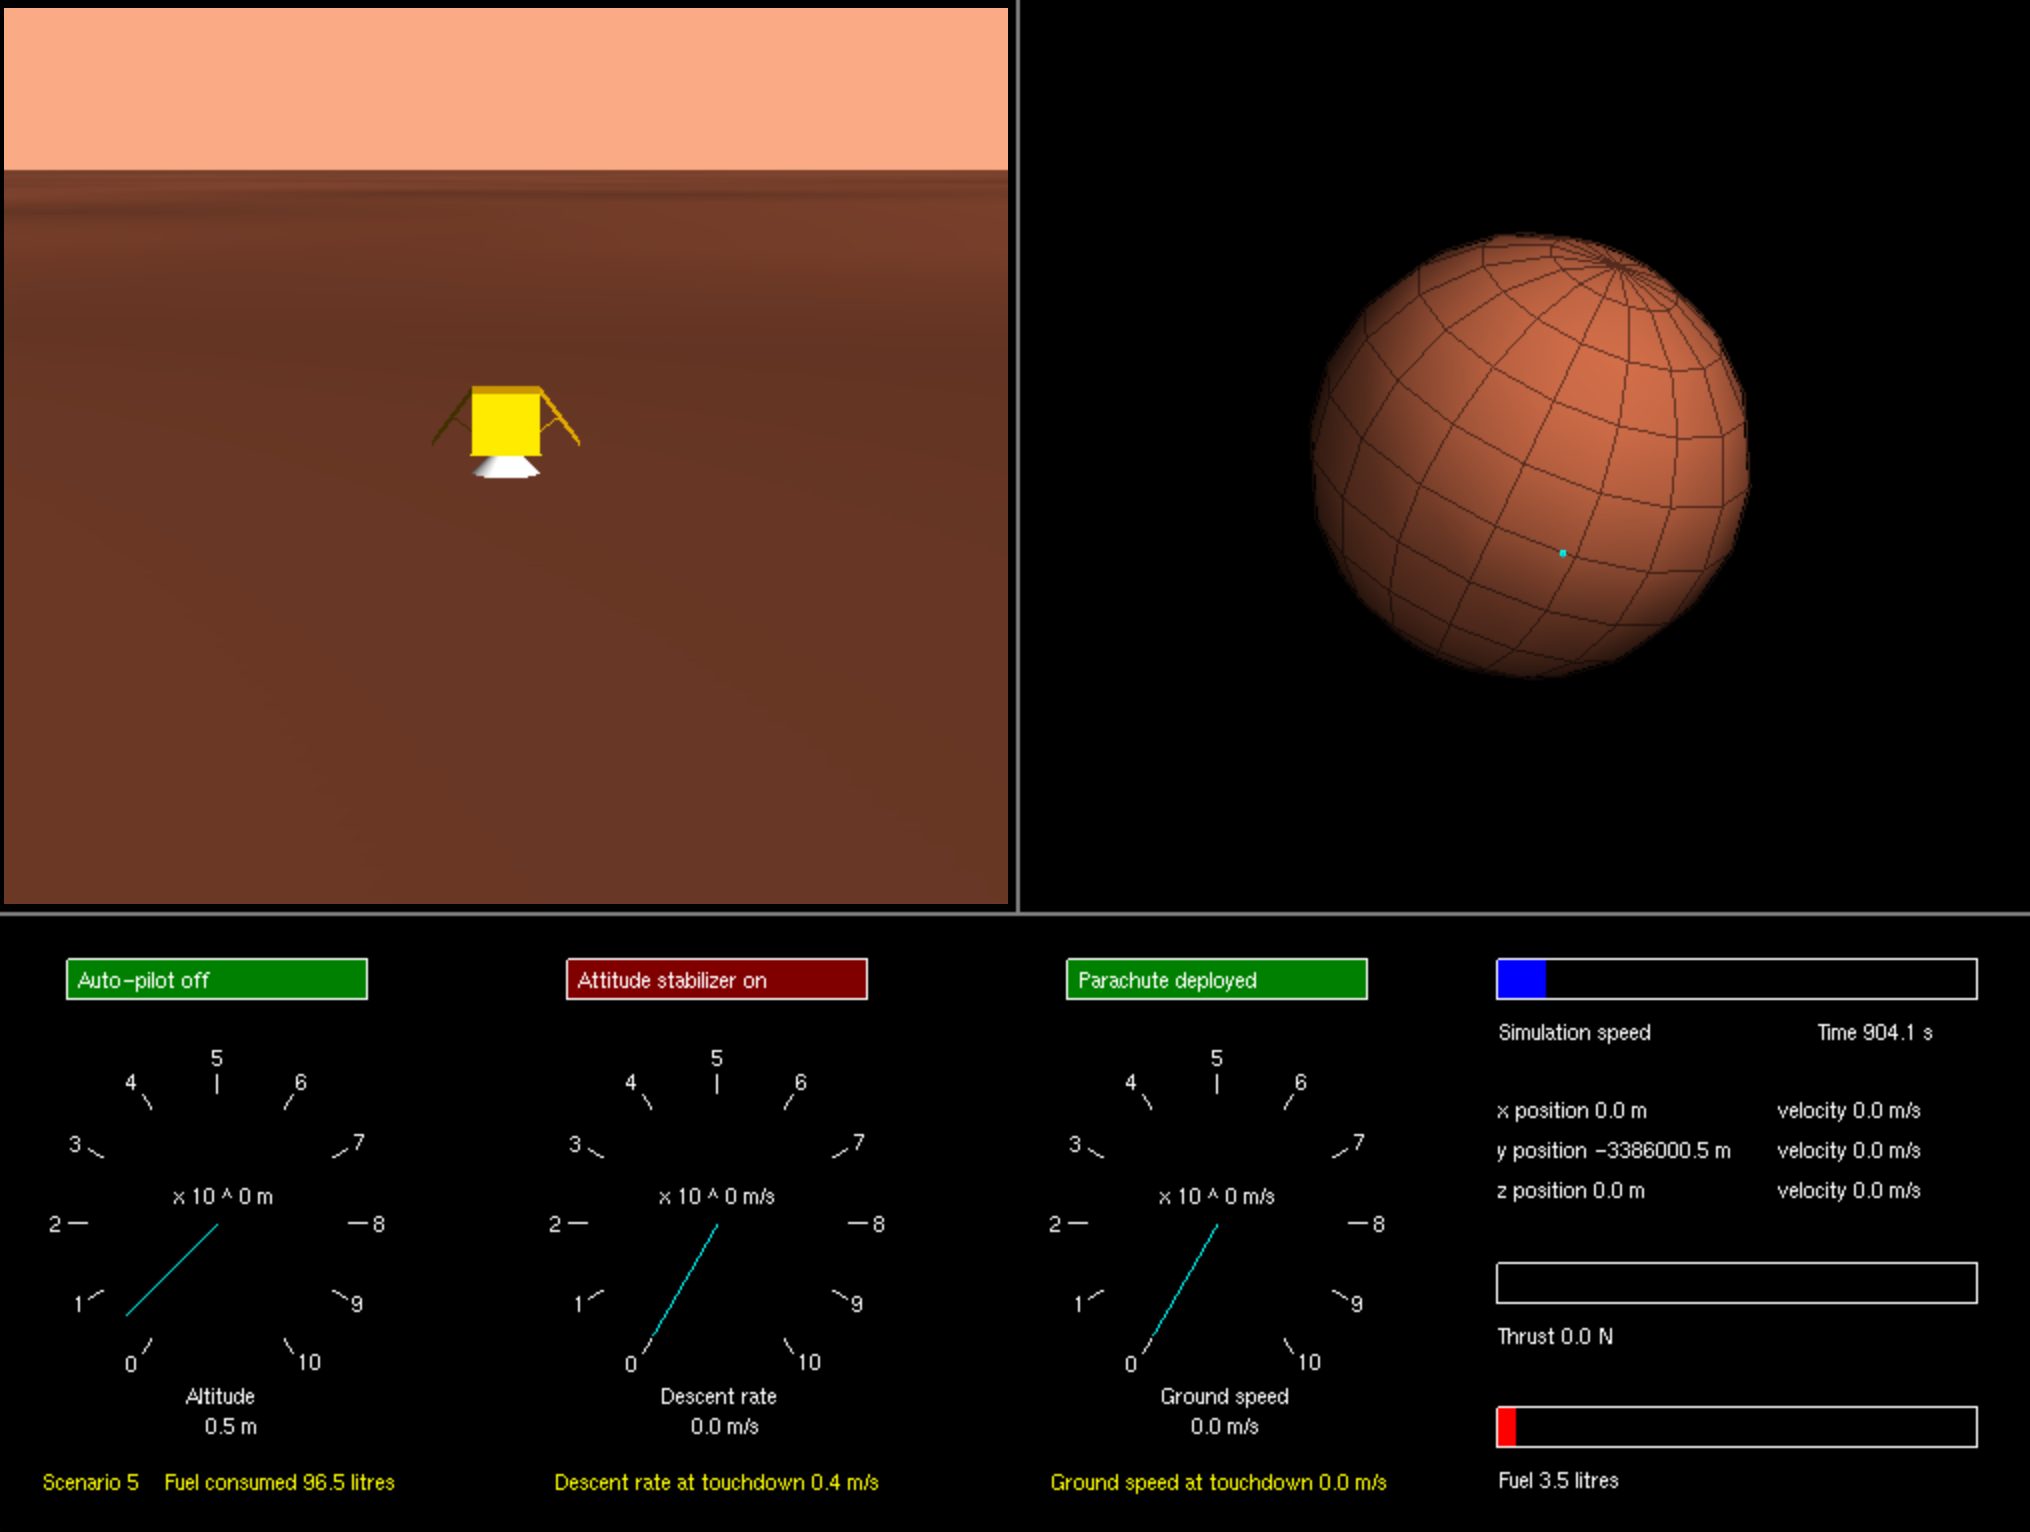 Auto-pilot off
Attitude stabilizer on
Parachute deployed
Simulation speed Time 904.1 s
x position 0.0 m velocity 0.0 m/s
y position -3386000.5 m velocity 0.0 m/s
z position 0.0 m velocity 0.0 m/s
Thrust 0.0 N
Fuel 3.5 litres
0 1 2 3 4 5 6 7 8 9 10
x 10 ^ 0 m
Altitude
0.5 m
0 1 2 3 4 5 6 7 8 9 10
x 10 ^ 0 m/s
Descent rate
0.0 m/s
0 1 2 3 4 5 6 7 8 9 10
x 10 ^ 0 m/s
Ground speed
0.0 m/s
Scenario 5 Fuel consumed 96.5 litres
Descent rate at touchdown 0.4 m/s
Ground speed at touchdown 0.0 m/s